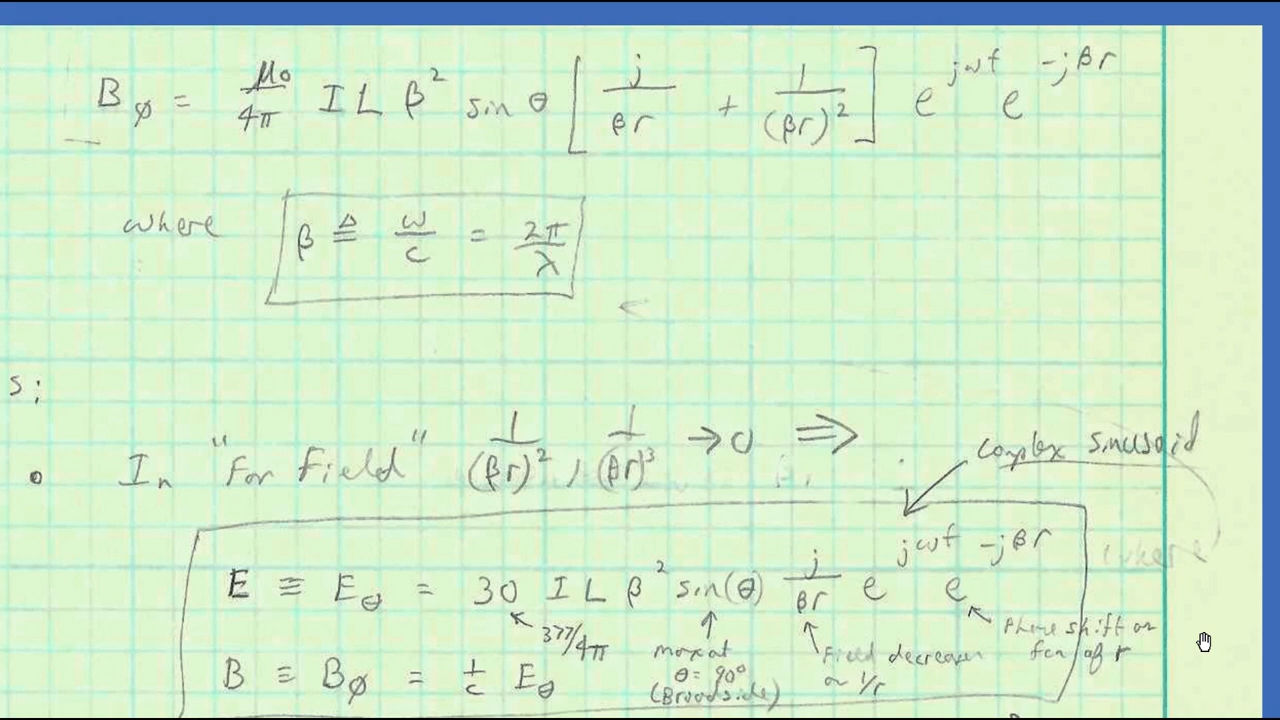 B_ϕ = μ₀/4π I L β² sin θ [ j/βr + 1/(βr)² ] e^{jωt} e^{-jβr}
where β ≜ ω/c = 2π/λ
s;
• In "Far Field" 1/(βr)², 1/(βr)³ → 0 ⇒
complex sinusoid
E ≡ E_θ = 30 I L β² sin(θ) j/βr e^{jωt} e^{-jβr}
where
377/4π
max at
θ = 90°
(Broadside)
Field decreases
~ 1/r
Phase shift as
fcn of r
B ≡ B_ϕ = 1/c E_θ